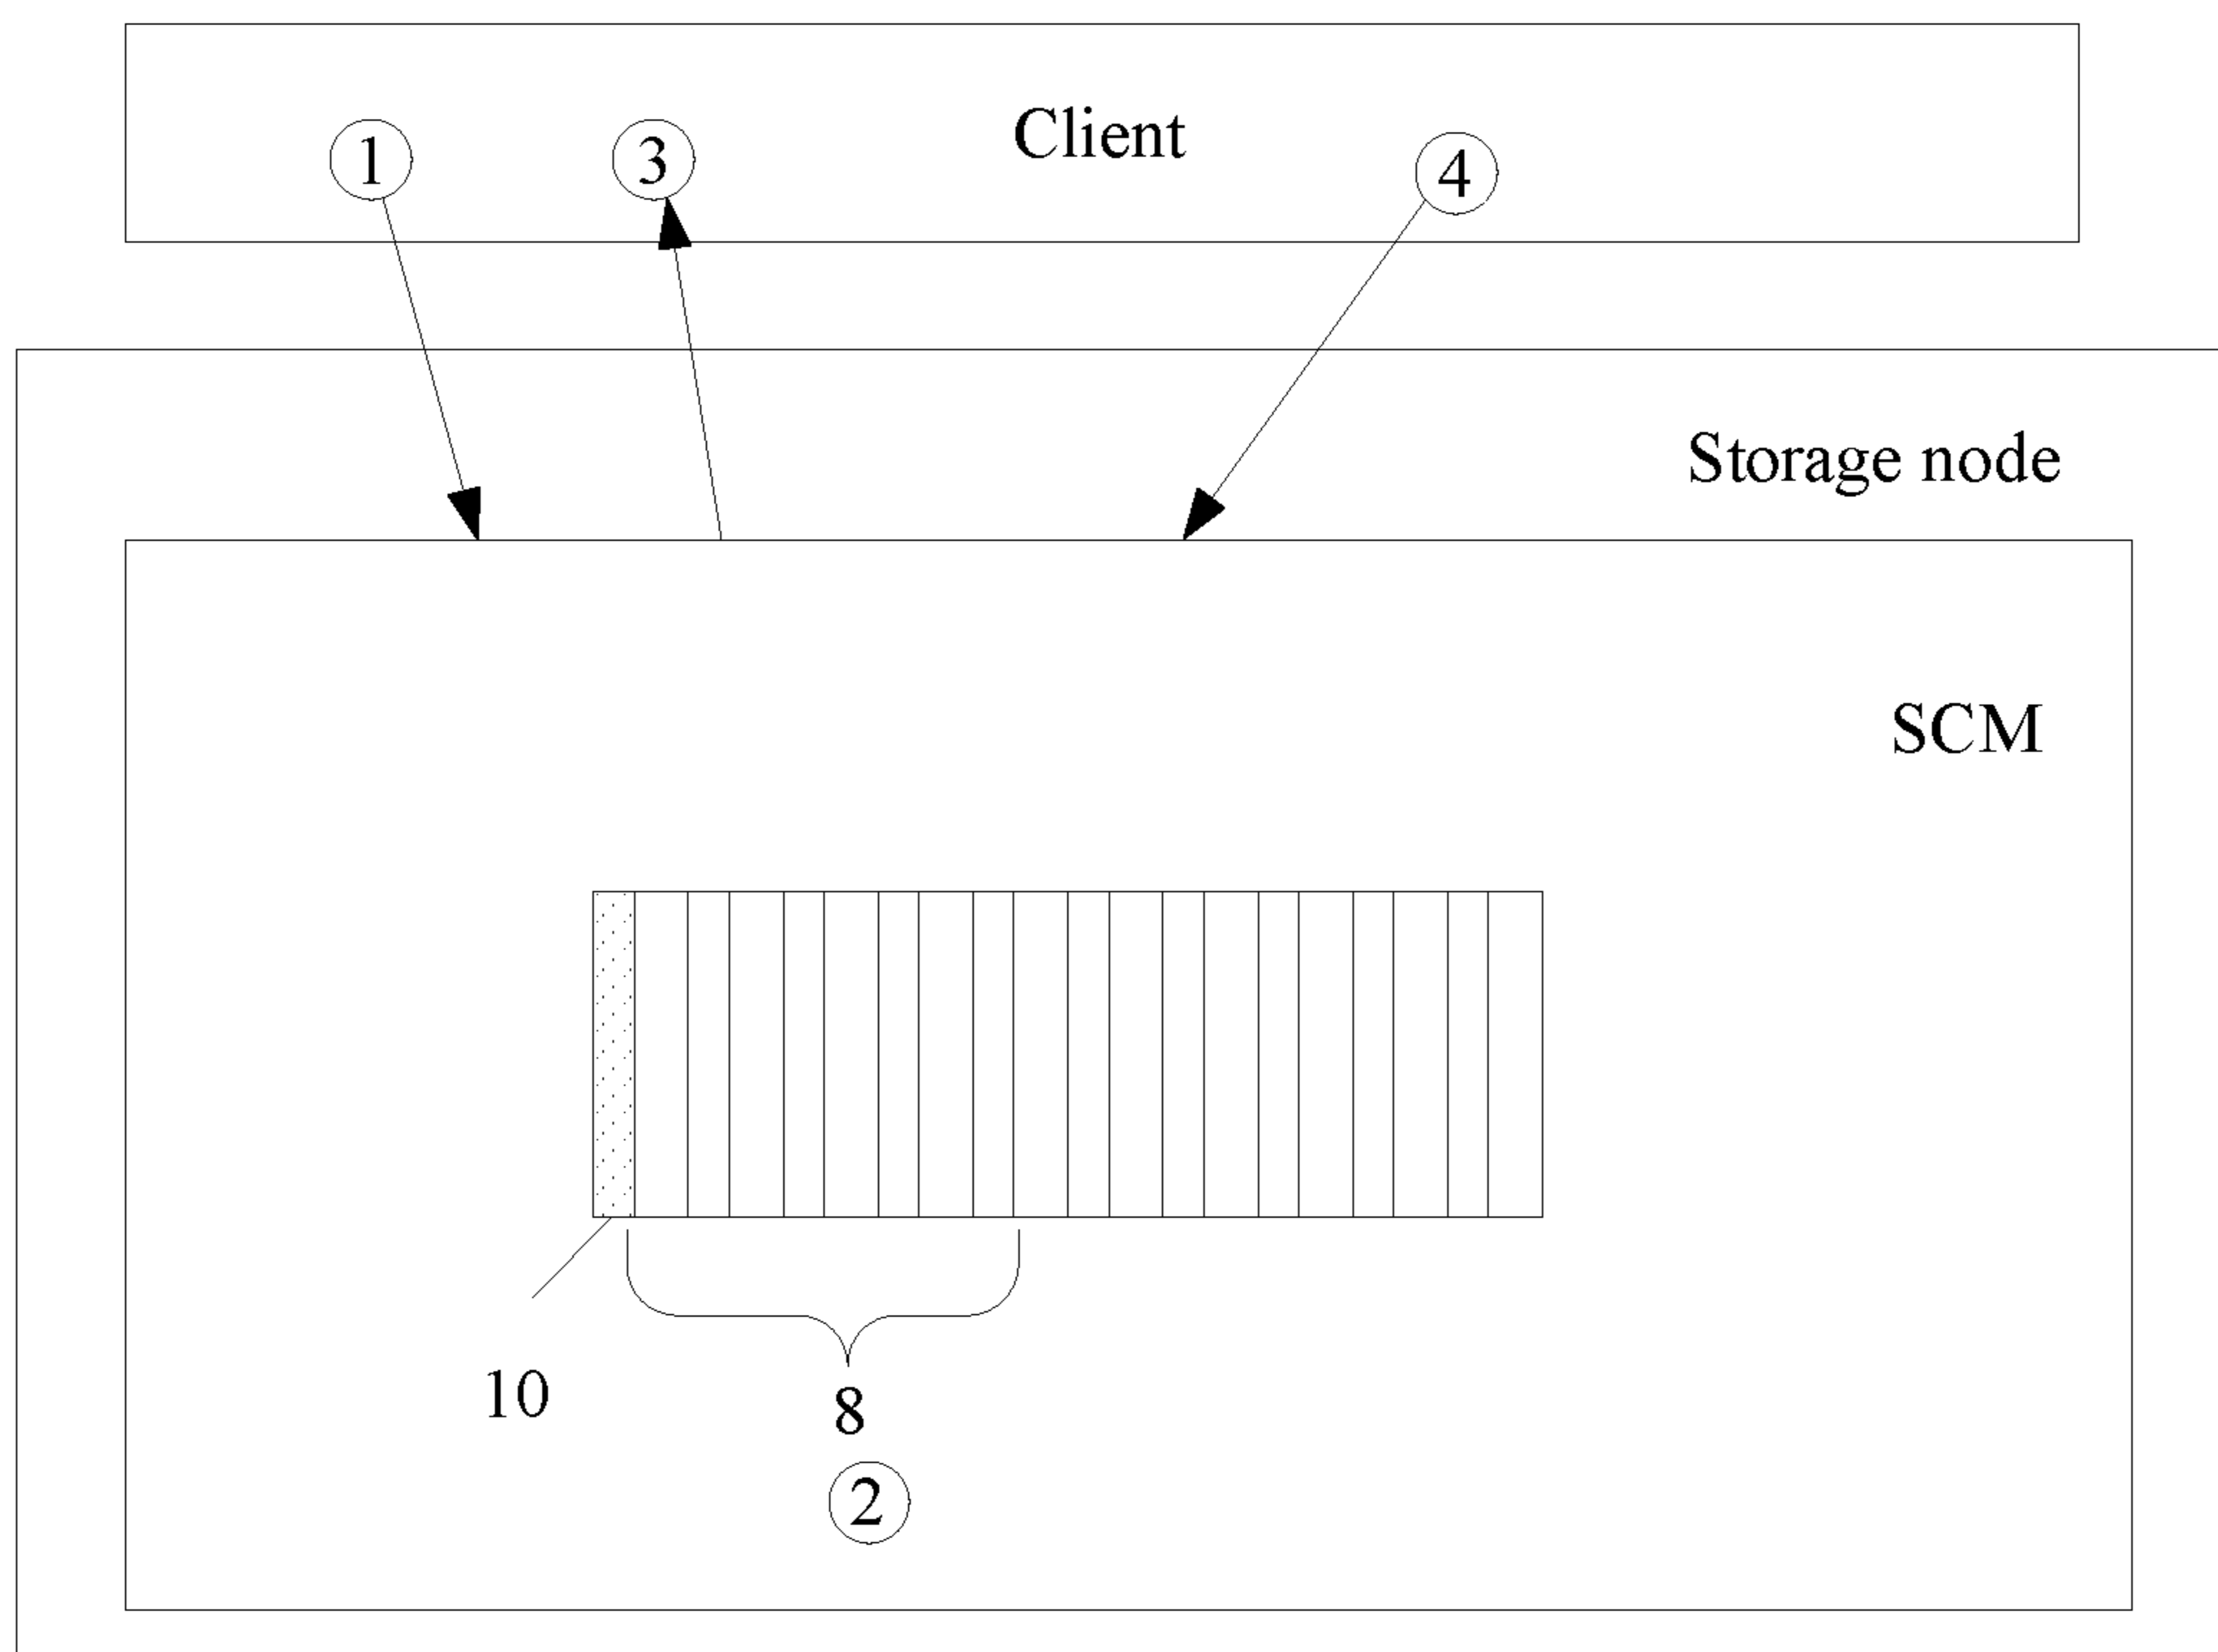 Client
① ③ ④
Storage node
SCM
10
8
②